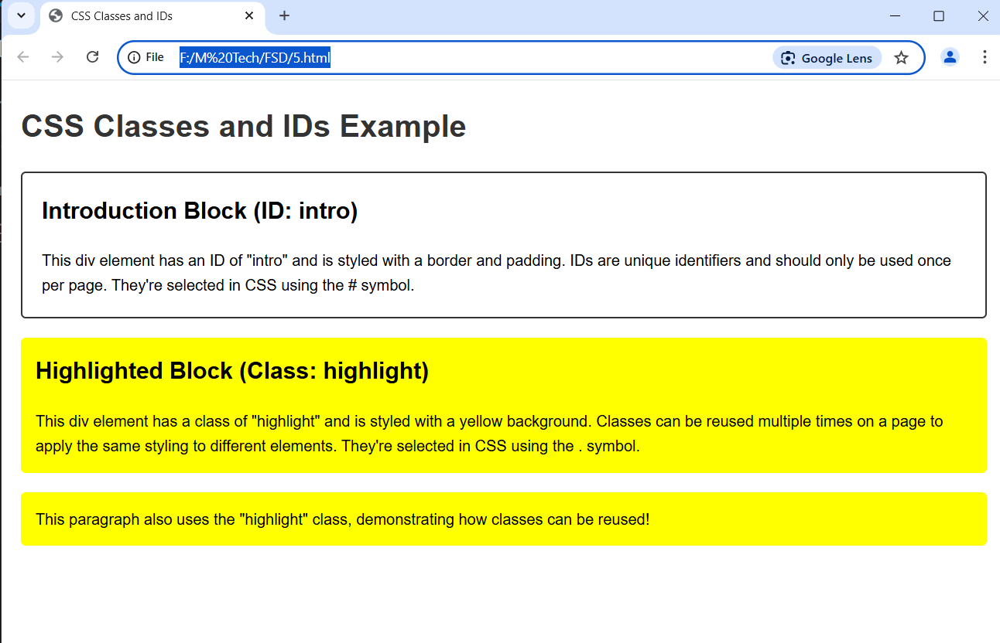 CSS Classes and IDs
File F:/M%20Tech/FSD/5.html Google Lens
CSS Classes and IDs Example
Introduction Block (ID: intro)
This div element has an ID of "intro" and is styled with a border and padding. IDs are unique identifiers and should only be used once
per page. They're selected in CSS using the # symbol.
Highlighted Block (Class: highlight)
This div element has a class of "highlight" and is styled with a yellow background. Classes can be reused multiple times on a page to
apply the same styling to different elements. They're selected in CSS using the . symbol.
This paragraph also uses the "highlight" class, demonstrating how classes can be reused!